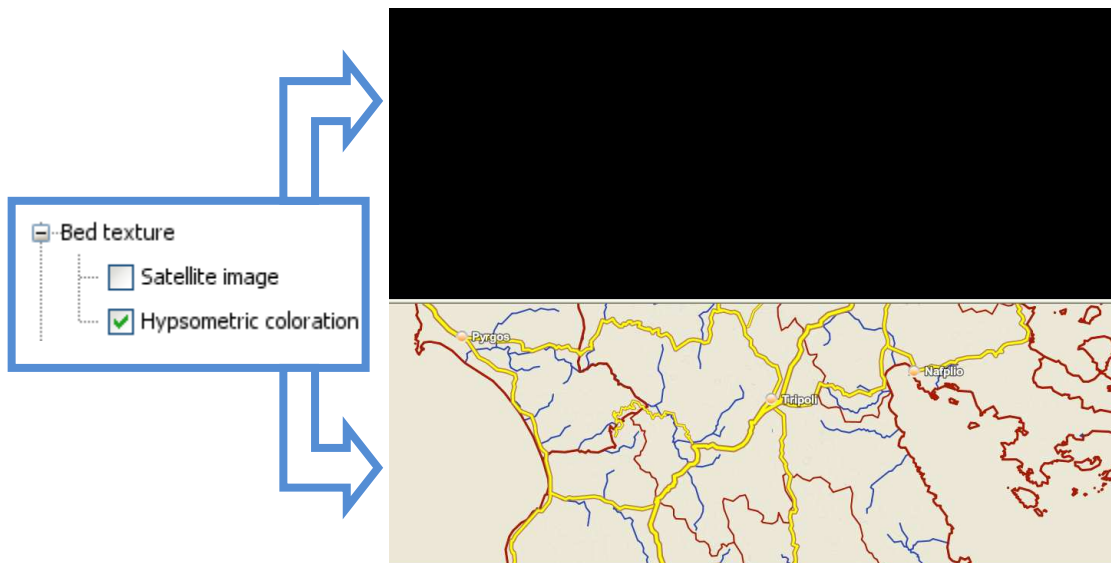 Bed texture
Satellite image
Hypsometric coloration
Pyrgos
Nafplio
Tripoli